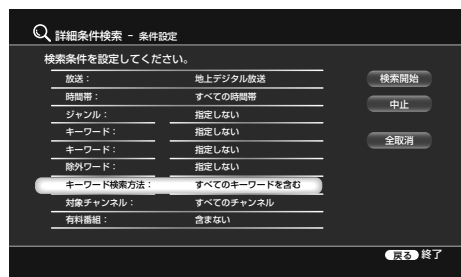 詳細条件検索 - 条件設定
検索条件を設定してください。
放送： 地上デジタル放送
時間帯： すべての時間帯
ジャンル： 指定しない
キーワード： 指定しない
キーワード： 指定しない
除外ワード： 指定しない
キーワード検索方法： すべてのキーワードを含む
対象チャンネル： すべてのチャンネル
有料番組： 含まない
検索開始
中止
全取消
戻る 終了